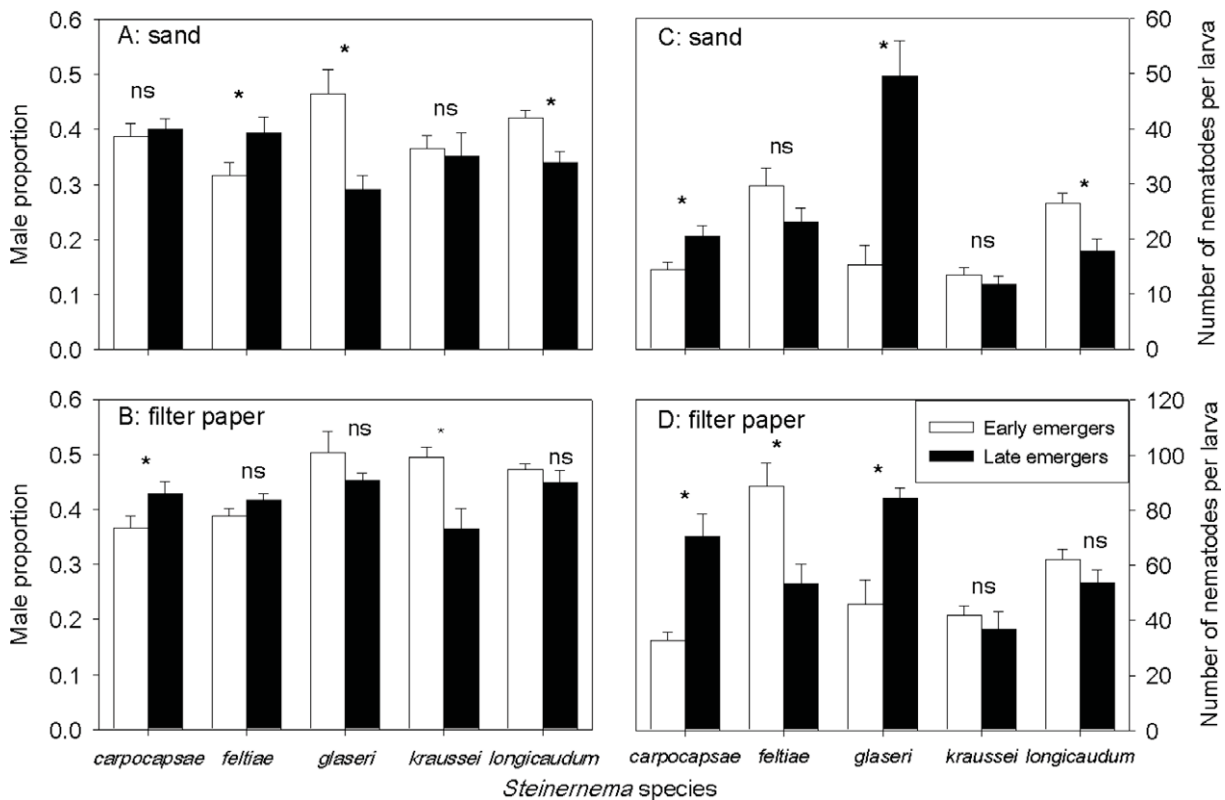 A: sand
Male proportion
0.6
0.5
0.4
0.3
0.2
0.1
0.0
ns
*
*
ns
*
C: sand
Number of nematodes per larva
60
50
40
30
20
10
0
*
ns
*
ns
*
B: filter paper
Male proportion
0.6
0.5
0.4
0.3
0.2
0.1
0.0
*
ns
ns
*
ns
carpocapsae feltiae glaseri kraussei longicaudum
D: filter paper
Early emergers
Late emergers
Number of nematodes per larva
120
100
80
60
40
20
0
*
*
*
ns
ns
carpocapsae feltiae glaseri kraussei longicaudum
Steinernema species